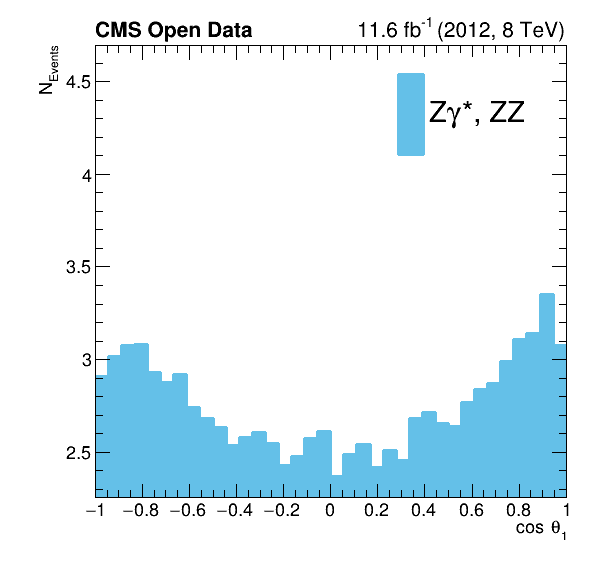 CMS Open Data 11.6 fb⁻¹ (2012, 8 TeV)
N_Events
4.5
4
3.5
3
2.5
Zγ*, ZZ
−1 −0.8 −0.6 −0.4 −0.2 0 0.2 0.4 0.6 0.8 1
cos θ₁